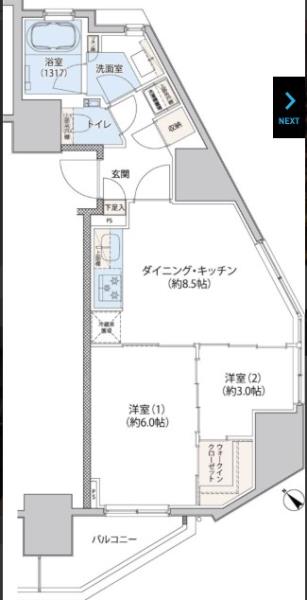 浴室
(1317)
洗面室
トイレ
収納
玄関
下足入
PS
ダイニング・キッチン
(約8.5帖)
冷蔵庫
置場
洋室(1)
(約6.0帖)
洋室(2)
(約3.0帖)
ウォークイン
クローゼット
PS
バルコニー
NEXT